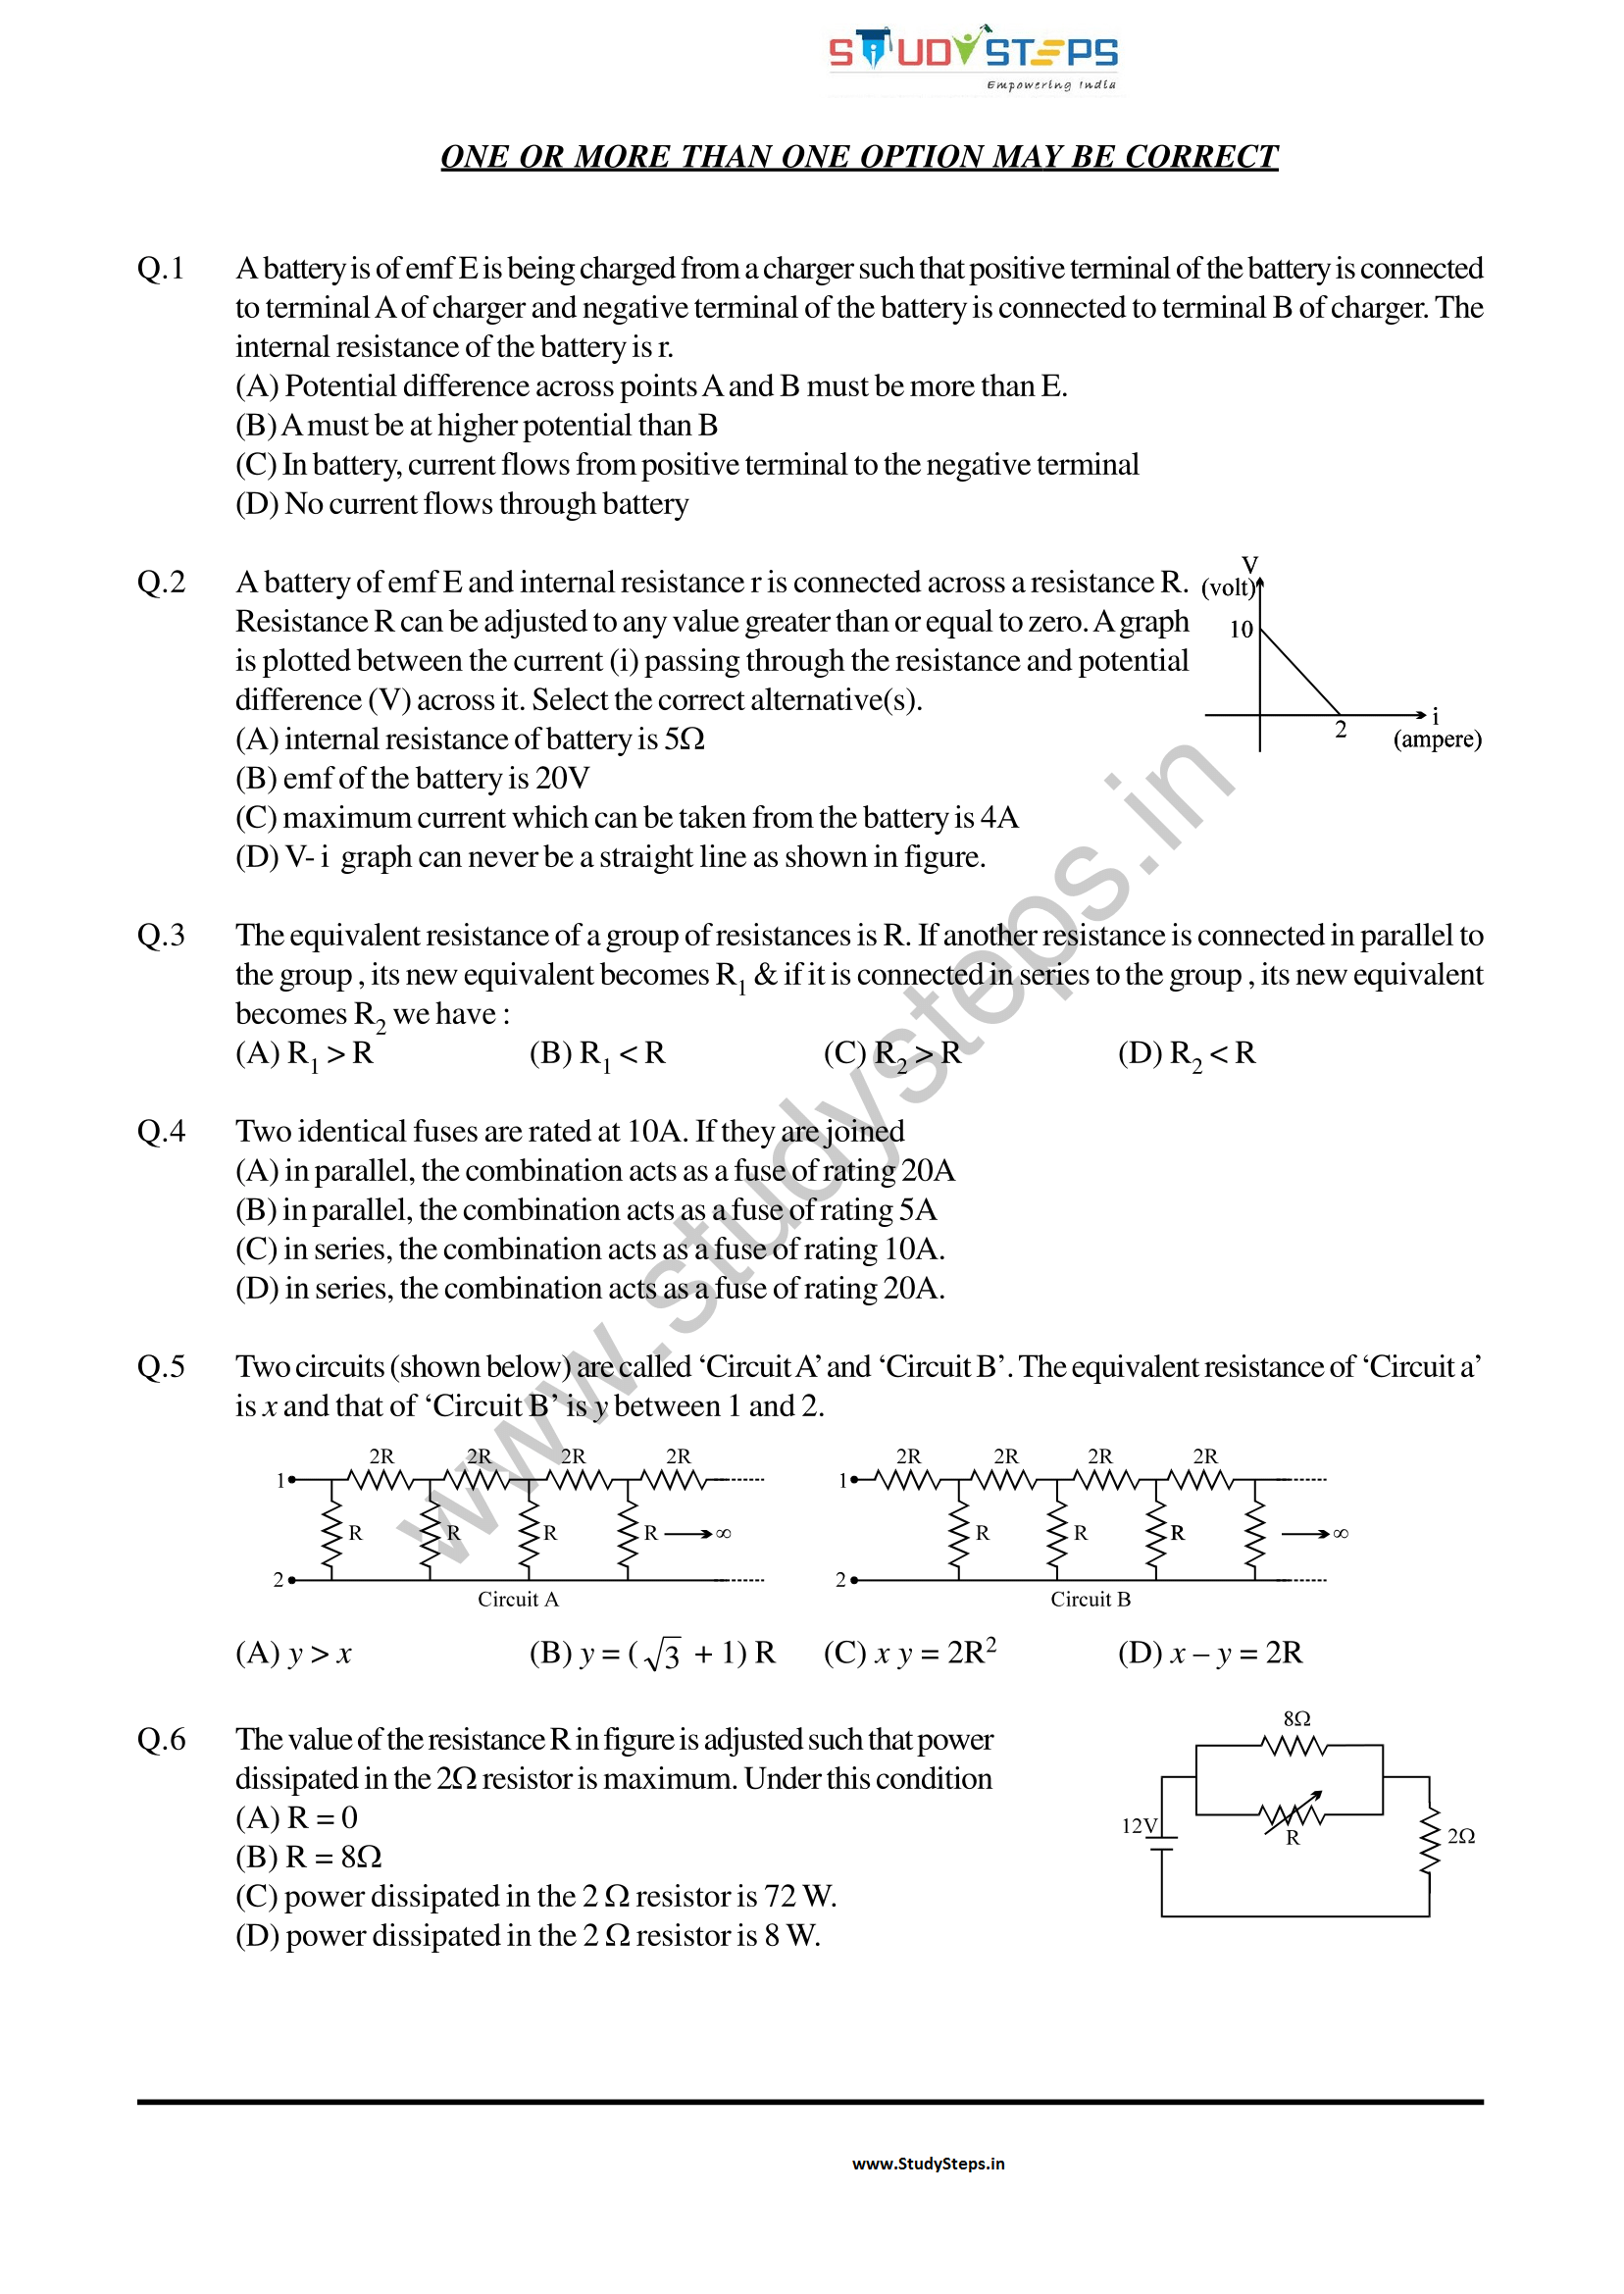 STUDYSTEPS
Empowering India
ONE OR MORE THAN ONE OPTION MAY BE CORRECT
Q.1 A battery is of emf E is being charged from a charger such that positive terminal of the battery is connected
to terminal A of charger and negative terminal of the battery is connected to terminal B of charger. The
internal resistance of the battery is r.
(A) Potential difference across points A and B must be more than E.
(B) A must be at higher potential than B
(C) In battery, current flows from positive terminal to the negative terminal
(D) No current flows through battery
Q.2 A battery of emf E and internal resistance r is connected across a resistance R.
Resistance R can be adjusted to any value greater than or equal to zero. A graph
is plotted between the current (i) passing through the resistance and potential
difference (V) across it. Select the correct alternative(s).
(A) internal resistance of battery is 5Ω
(B) emf of the battery is 20V
(C) maximum current which can be taken from the battery is 4A
(D) V- i graph can never be a straight line as shown in figure.
V
(volt)
10
2
i
(ampere)
Q.3 The equivalent resistance of a group of resistances is R. If another resistance is connected in parallel to
the group , its new equivalent becomes R₁ & if it is connected in series to the group , its new equivalent
becomes R₂ we have :
(A) R₁ > R (B) R₁ < R (C) R₂ > R (D) R₂ < R
Q.4 Two identical fuses are rated at 10A. If they are joined
(A) in parallel, the combination acts as a fuse of rating 20A
(B) in parallel, the combination acts as a fuse of rating 5A
(C) in series, the combination acts as a fuse of rating 10A.
(D) in series, the combination acts as a fuse of rating 20A.
Q.5 Two circuits (shown below) are called ‘Circuit A’ and ‘Circuit B’. The equivalent resistance of ‘Circuit a’
is x and that of ‘Circuit B’ is y between 1 and 2.
2R 2R 2R 2R
1
R R R R ∞
2
Circuit A
2R 2R 2R 2R
1
R R R ∞
2
Circuit B
(A) y > x (B) y = (√3 + 1) R (C) x y = 2R² (D) x – y = 2R
Q.6 The value of the resistance R in figure is adjusted such that power
dissipated in the 2Ω resistor is maximum. Under this condition
(A) R = 0
(B) R = 8Ω
(C) power dissipated in the 2 Ω resistor is 72 W.
(D) power dissipated in the 2 Ω resistor is 8 W.
8Ω
12V
R
2Ω
www.studysteps.in
www.StudySteps.in